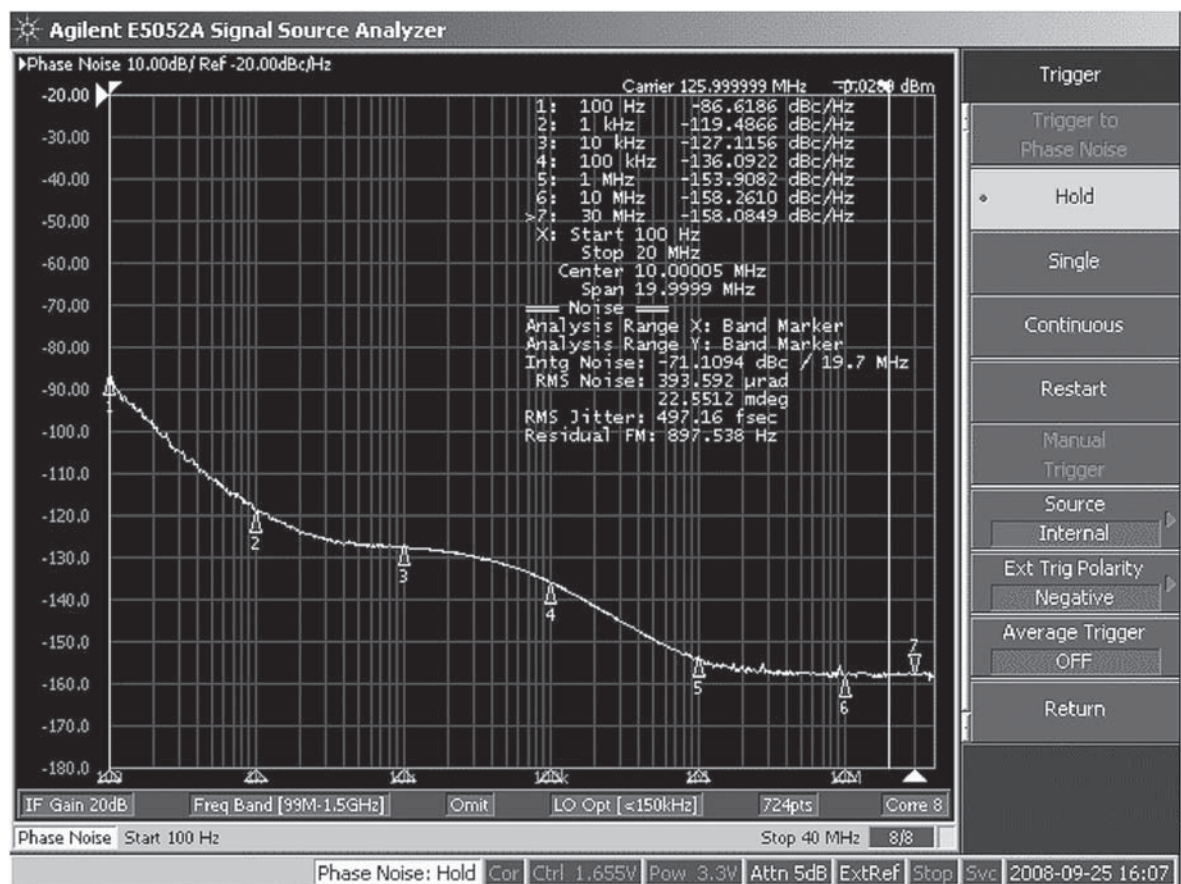 Agilent E5052A Signal Source Analyzer
Phase Noise 10.00dB/ Ref -20.00dBc/Hz
Carrier 125.999999 MHz dBm
1: 100 Hz -86.6186 dBc/Hz
2: 1 kHz -119.4866 dBc/Hz
3: 10 kHz -127.1156 dBc/Hz
4: 100 kHz -136.0922 dBc/Hz
5: 1 MHz -153.9082 dBc/Hz
6: 10 MHz -158.2610 dBc/Hz
>7: 30 MHz -158.0849 dBc/Hz
X: Start 100 Hz
Stop 20 MHz
Center 10.00005 MHz
Span 19.9999 MHz
Noise
Analysis Range X: Band Marker
Analysis Range Y: Band Marker
Intg Noise: -71.1094 dBc / 19.7 MHz
RMS Noise: 393.592 µrad
22.5512 mdeg
RMS Jitter: 497.16 fsec
Residual FM: 897.538 Hz
-20.00
-30.00
-40.00
-50.00
-60.00
-70.00
-80.00
-90.00
-100.0
-110.0
-120.0
-130.0
-140.0
-150.0
-160.0
-170.0
-180.0
1
2
3
4
5
6
7
10M
IF Gain 20dB
Freq Band [99M-1.5GHz]
Omit
LO Opt [<150kHz]
724pts
Corre 8
Phase Noise Start 100 Hz
Stop 40 MHz 8/8
Phase Noise: Hold Cor Ctrl 1.655V Pow 3.3V Attn 5dB ExtRef Stop Svc 2008-09-25 16:07
Trigger
Trigger to
Phase Noise
Hold
Single
Continuous
Restart
Manual
Trigger
Source
Internal
Ext Trig Polarity
Negative
Average Trigger
OFF
Return